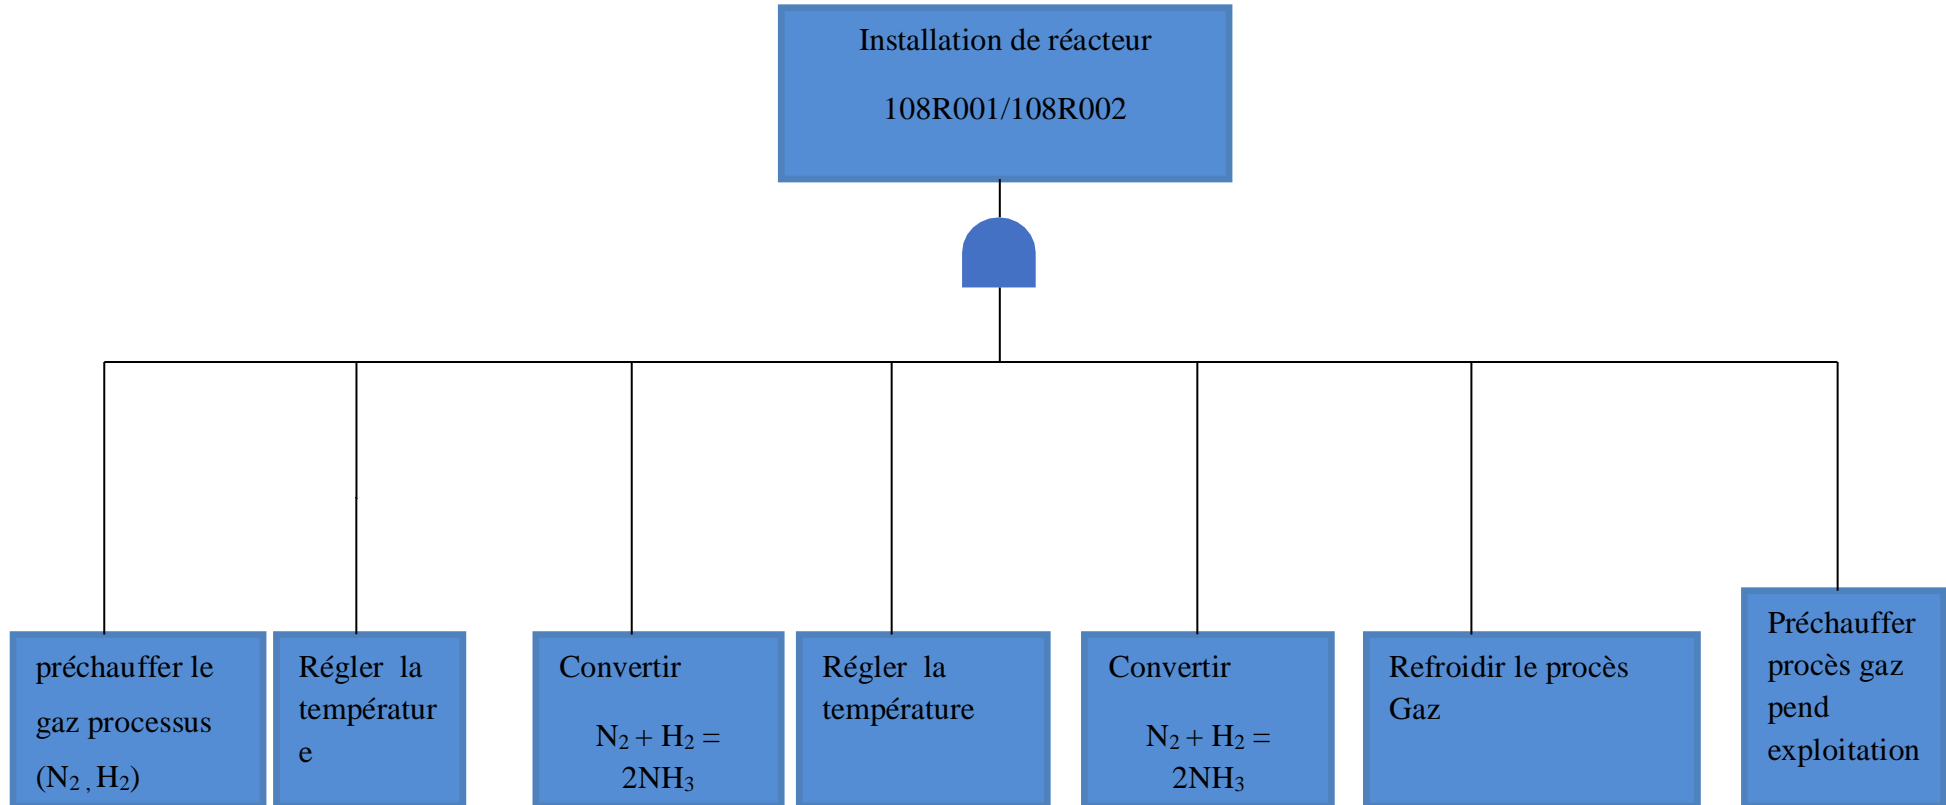 Installation de réacteur
108R001/108R002
préchauffer le
gaz processus
(N₂ , H₂)
Régler la
températur
e
Convertir
N₂ + H₂ =
2NH₃
Régler la
température
Convertir
N₂ + H₂ =
2NH₃
Refroidir le procès
Gaz
Préchauffer
procès gaz
pend
exploitation